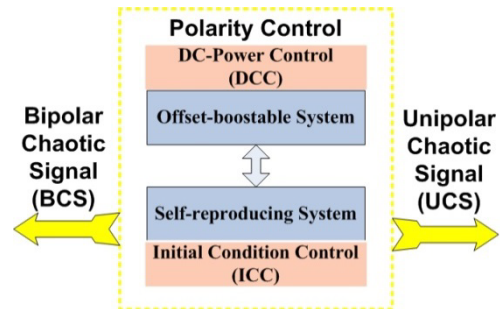 Polarity Control
DC-Power Control
(DCC)
Offset-boostable System
Self-reproducing System
Initial Condition Control
(ICC)
Bipolar
Chaotic
Signal
(BCS)
Unipolar
Chaotic
Signal
(UCS)